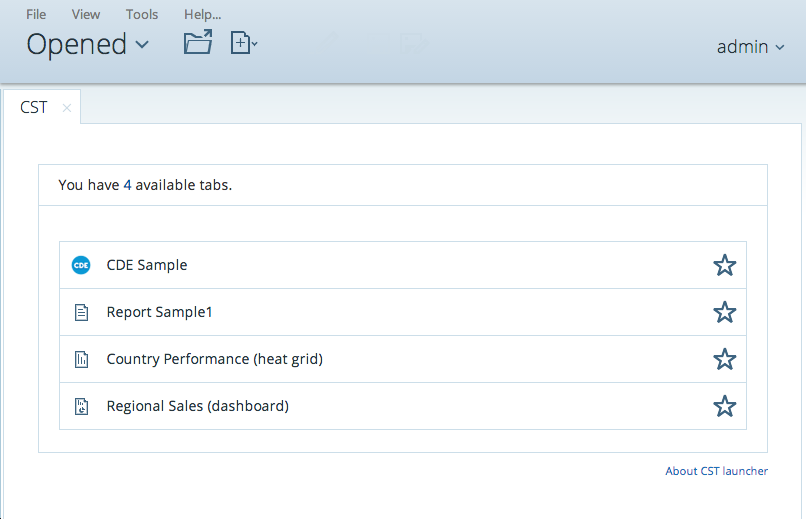 File View Tools Help...
Opened
admin
CST
You have 4 available tabs.
CDE CDE Sample
Report Sample1
Country Performance (heat grid)
Regional Sales (dashboard)
About CST launcher